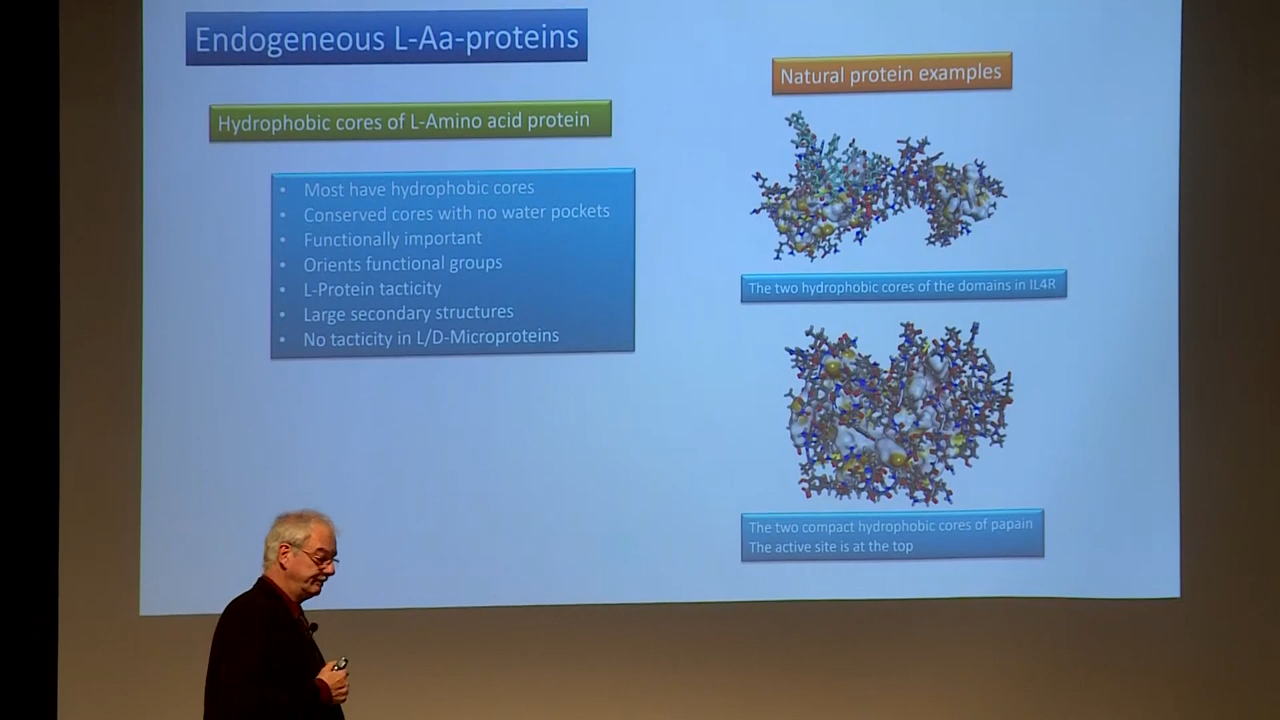 Endogeneous L-Aa-proteins
Hydrophobic cores of L-Amino acid protein
• Most have hydrophobic cores
• Conserved cores with no water pockets
• Functionally important
• Orients functional groups
• L-Protein tacticity
• Large secondary structures
• No tacticity in L/D-Microproteins
Natural protein examples
The two hydrophobic cores of the domains in IL4R
The two compact hydrophobic cores of papain
The active site is at the top